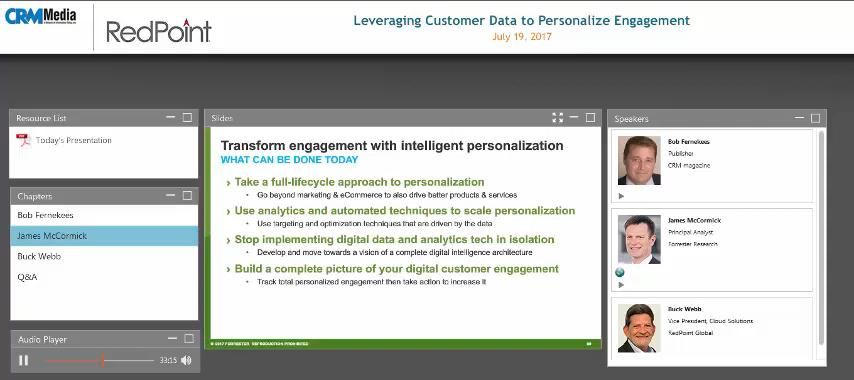 CRM Media
RedPoint
Leveraging Customer Data to Personalize Engagement
July 19, 2017
Resource List
Today's Presentation
Chapters
Bob Fernekees
James McCormick
Buck Webb
Q&A
Audio Player
33:15
Slides
Transform engagement with intelligent personalization
WHAT CAN BE DONE TODAY
› Take a full-lifecycle approach to personalization
• Go beyond marketing & eCommerce to also drive better products & services
› Use analytics and automated techniques to scale personalization
• Use targeting and optimization techniques that are driven by the data
› Stop implementing digital data and analytics tech in isolation
• Develop and move towards a vision of a complete digital intelligence architecture
› Build a complete picture of your digital customer engagement
• Track total personalized engagement then take action to increase it
© 2017 FORRESTER. REPRODUCTION PROHIBITED
Speakers
Bob Fernekees
Publisher
CRM magazine
James McCormick
Principal Analyst
Forrester Research
Buck Webb
Vice President, Cloud Solutions
RedPoint Global